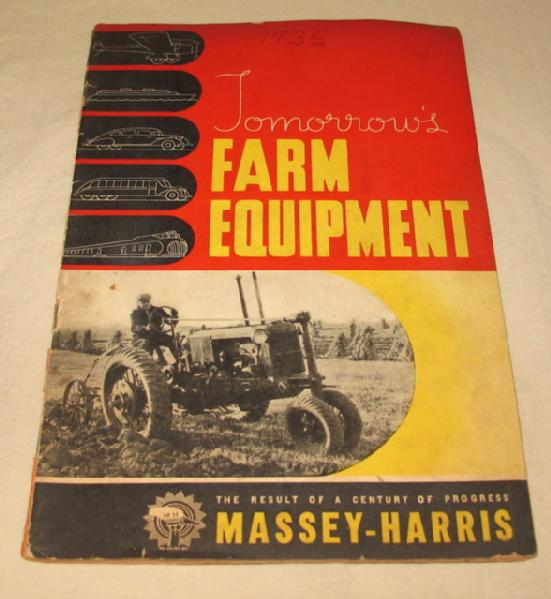 1736
Tomorrow's
FARM
EQUIPMENT
THE RESULT OF A CENTURY OF PROGRESS
MASSEY-HARRIS